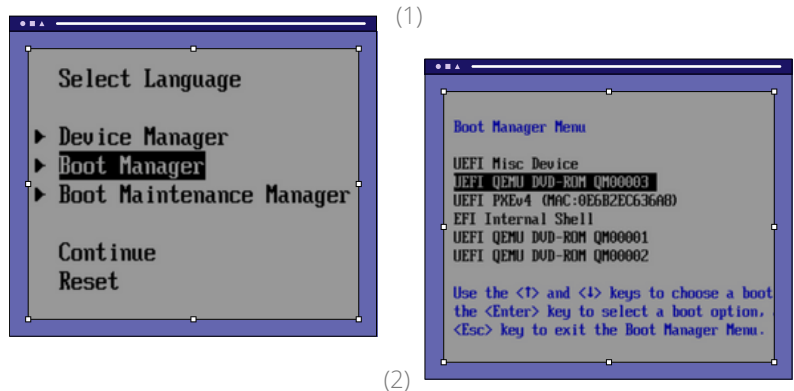 (1)
Select Language
Device Manager
Boot Manager
Boot Maintenance Manager
Continue
Reset
Boot Manager Menu
UEFI Misc Device
UEFI QEMU DVD-ROM QM00003
UEFI PXEv4 (MAC:0E6B2EC636A8)
EFI Internal Shell
UEFI QEMU DVD-ROM QM00001
UEFI QEMU DVD-ROM QM00002
Use the <↑> and <↓> keys to choose a boot
the <Enter> key to select a boot option,
<Esc> key to exit the Boot Manager Menu.
(2)